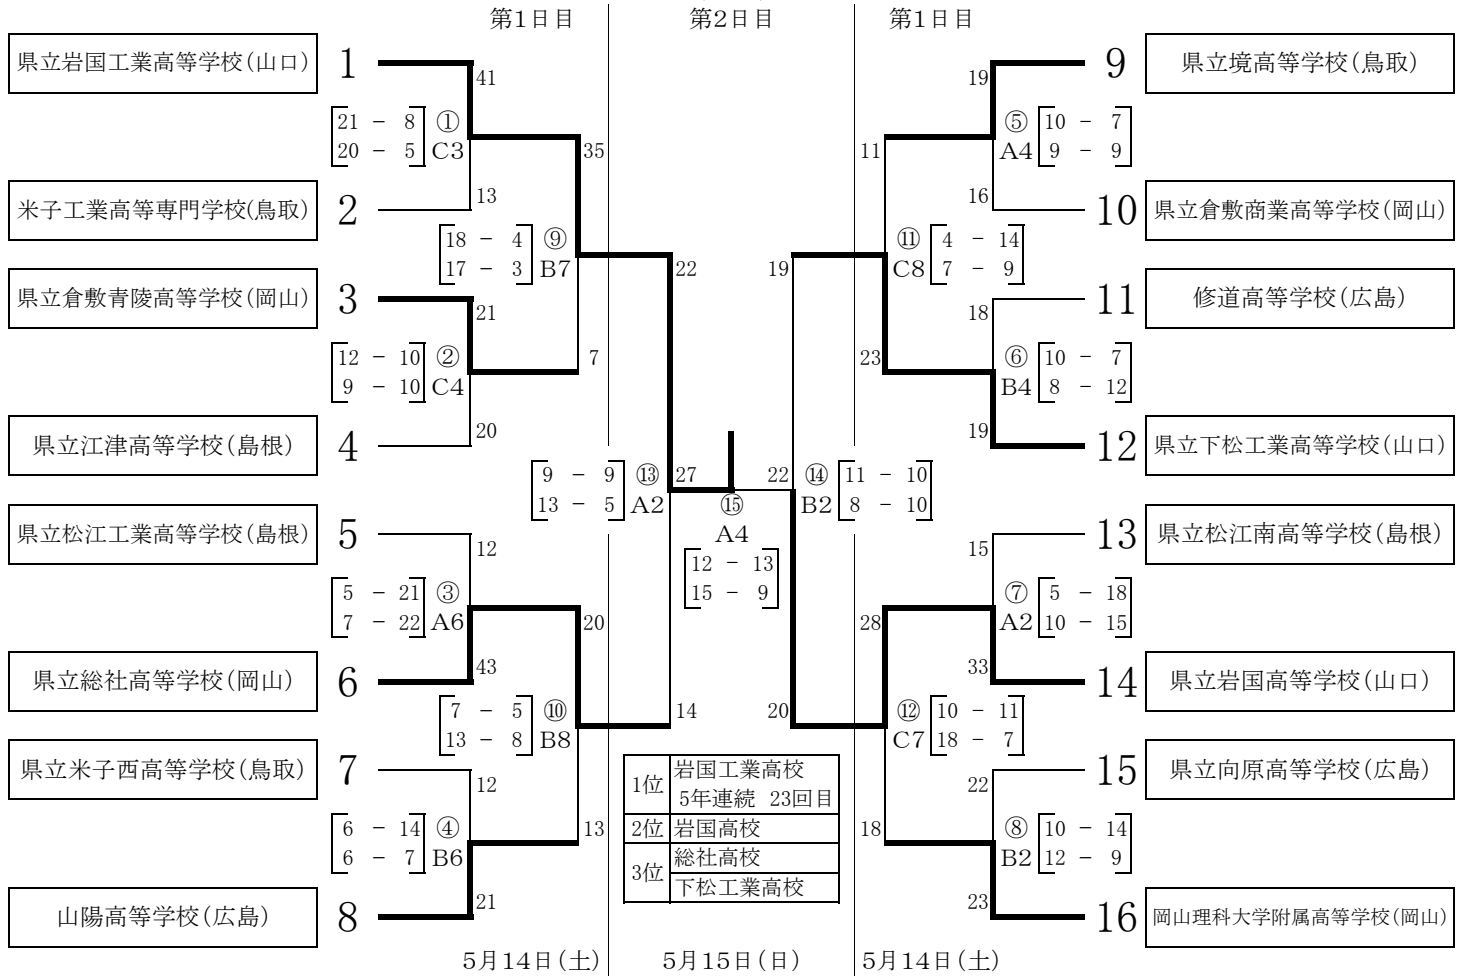 第1日目
第2日目
第1日目
県立岩国工業高等学校(山口)
1
41
21 - 8
20 - 5
①
C3
35
13
米子工業高等専門学校(鳥取)
2
18 - 4
17 - 3
⑨
B7
22
県立倉敷青陵高等学校(岡山)
3
21
12 - 10
9 - 10
②
C4
7
20
県立江津高等学校(島根)
4
9 - 9
13 - 5
⑬
A2
27
県立松江工業高等学校(島根)
5
12
5 - 21
7 - 22
③
A6
20
43
県立総社高等学校(岡山)
6
7 - 5
13 - 8
⑩
B8
14
県立米子西高等学校(鳥取)
7
12
6 - 14
6 - 7
④
B6
13
21
山陽高等学校(広島)
8
⑮
A4
12 - 13
15 - 9
19
9
県立境高等学校(鳥取)
⑤
A4
10 - 7
9 - 9
11
16
10
県立倉敷商業高等学校(岡山)
19
⑪
C8
4 - 14
7 - 9
18
11
修道高等学校(広島)
23
⑥
B4
10 - 7
8 - 12
19
12
県立下松工業高等学校(山口)
22
⑭
B2
11 - 10
8 - 10
15
13
県立松江南高等学校(島根)
28
⑦
A2
5 - 18
10 - 15
33
14
県立岩国高等学校(山口)
20
⑫
C7
10 - 11
18 - 7
22
15
県立向原高等学校(広島)
18
⑧
B2
10 - 14
12 - 9
23
16
岡山理科大学附属高等学校(岡山)
1位
岩国工業高校
5年連続 23回目
2位
岩国高校
3位
総社高校
下松工業高校
5月14日(土)
5月15日(日)
5月14日(土)